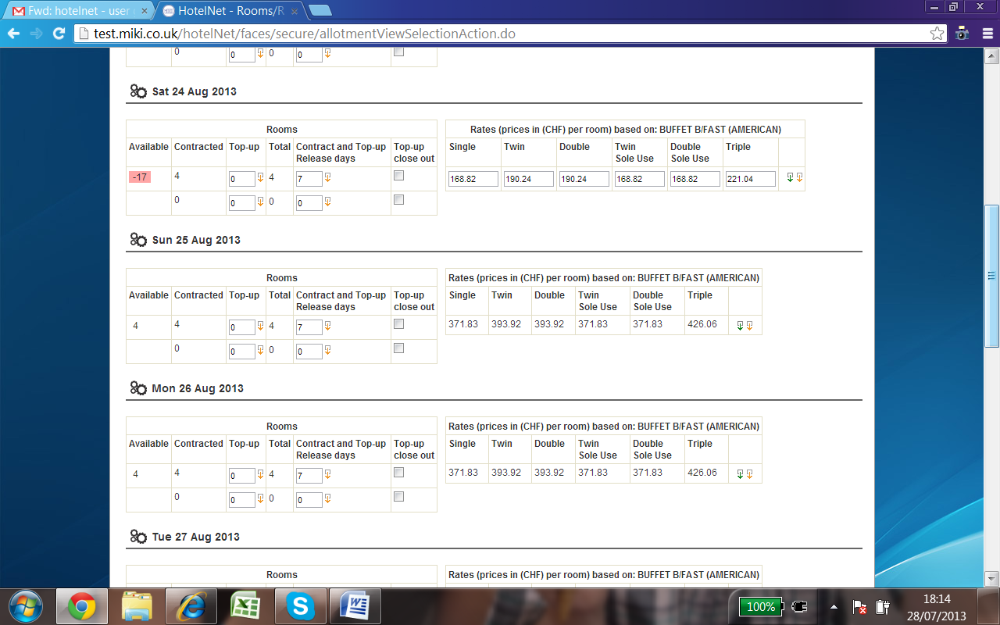 Fwd: hotelnet - user
HotelNet - Rooms/R
test.miki.co.uk/hotelNet/faces/secure/allotmentViewSelectionAction.do
0 0 0 0
Sat 24 Aug 2013
Rooms
Available Contracted Top-up Total Contract and Top-up Release days Top-up close out
-17 4 0 4 7
0 0 0 0
Rates (prices in (CHF) per room) based on: BUFFET B/FAST (AMERICAN)
Single Twin Double Twin Sole Use Double Sole Use Triple
168.82 190.24 190.24 168.82 168.82 221.04
Sun 25 Aug 2013
Rooms
Available Contracted Top-up Total Contract and Top-up Release days Top-up close out
4 4 0 4 7
0 0 0 0
Rates (prices in (CHF) per room) based on: BUFFET B/FAST (AMERICAN)
Single Twin Double Twin Sole Use Double Sole Use Triple
371.83 393.92 393.92 371.83 371.83 426.06
Mon 26 Aug 2013
Rooms
Available Contracted Top-up Total Contract and Top-up Release days Top-up close out
4 4 0 4 7
0 0 0 0
Rates (prices in (CHF) per room) based on: BUFFET B/FAST (AMERICAN)
Single Twin Double Twin Sole Use Double Sole Use Triple
371.83 393.92 393.92 371.83 371.83 426.06
Tue 27 Aug 2013
Rooms
Rates (prices in (CHF) per room) based on: BUFFET B/FAST (AMERICAN)
100%
18:14
28/07/2013